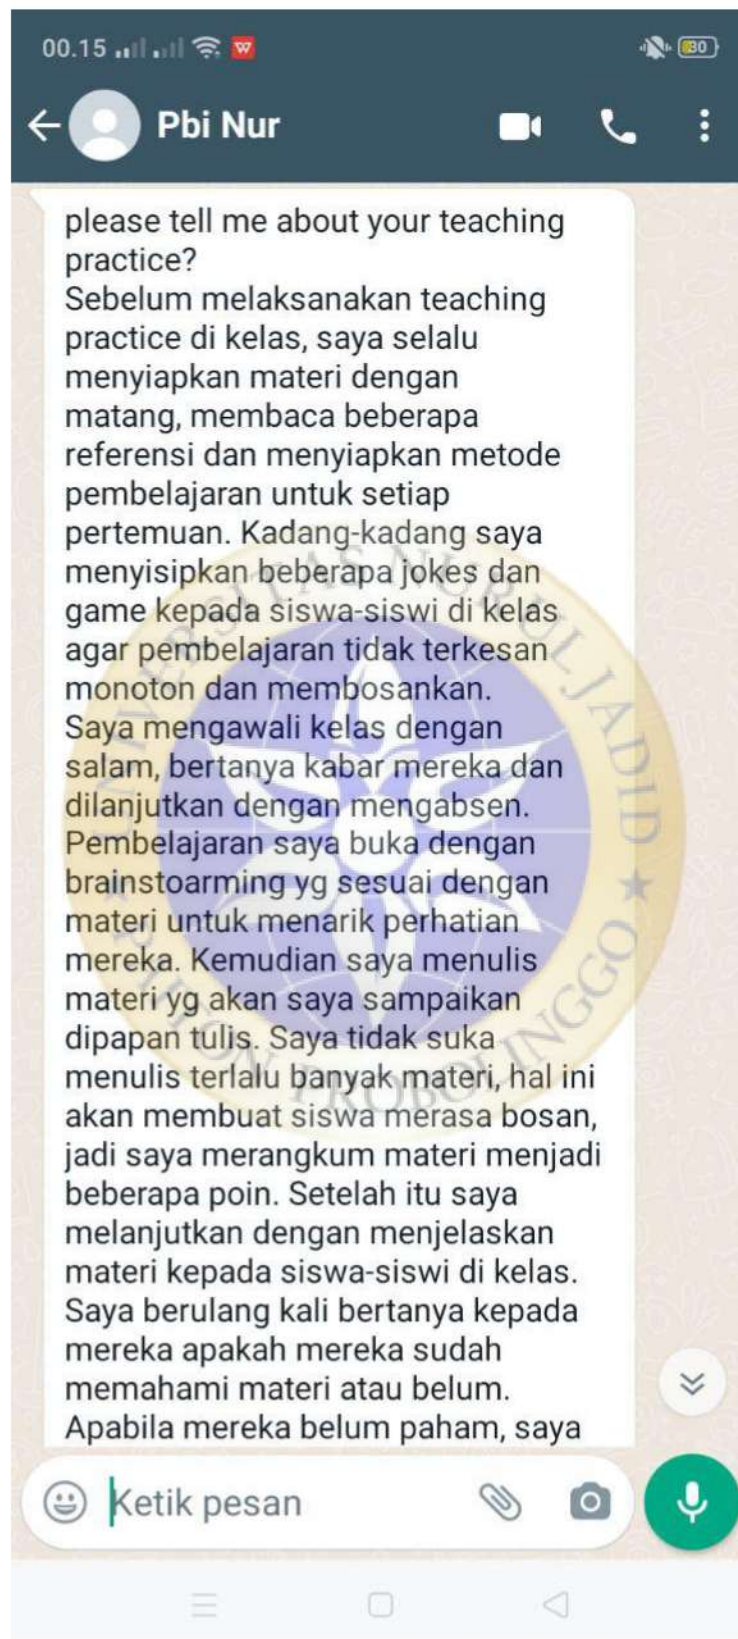 00.15
30
Pbi Nur
please tell me about your teaching
practice?
Sebelum melaksanakan teaching
practice di kelas, saya selalu
menyiapkan materi dengan
matang, membaca beberapa
referensi dan menyiapkan metode
pembelajaran untuk setiap
pertemuan. Kadang-kadang saya
menyisipkan beberapa jokes dan
game kepada siswa-siswi di kelas
agar pembelajaran tidak terkesan
monoton dan membosankan.
Saya mengawali kelas dengan
salam, bertanya kabar mereka dan
dilanjutkan dengan mengabsen.
Pembelajaran saya buka dengan
brainstoarming yg sesuai dengan
materi untuk menarik perhatian
mereka. Kemudian saya menulis
materi yg akan saya sampaikan
dipapan tulis. Saya tidak suka
menulis terlalu banyak materi, hal ini
akan membuat siswa merasa bosan,
jadi saya merangkum materi menjadi
beberapa poin. Setelah itu saya
melanjutkan dengan menjelaskan
materi kepada siswa-siswi di kelas.
Saya berulang kali bertanya kepada
mereka apakah mereka sudah
memahami materi atau belum.
Apabila mereka belum paham, saya
Ketik pesan
UNIVERSITAS NURUL JADID
PAITON PROBOLINGGO